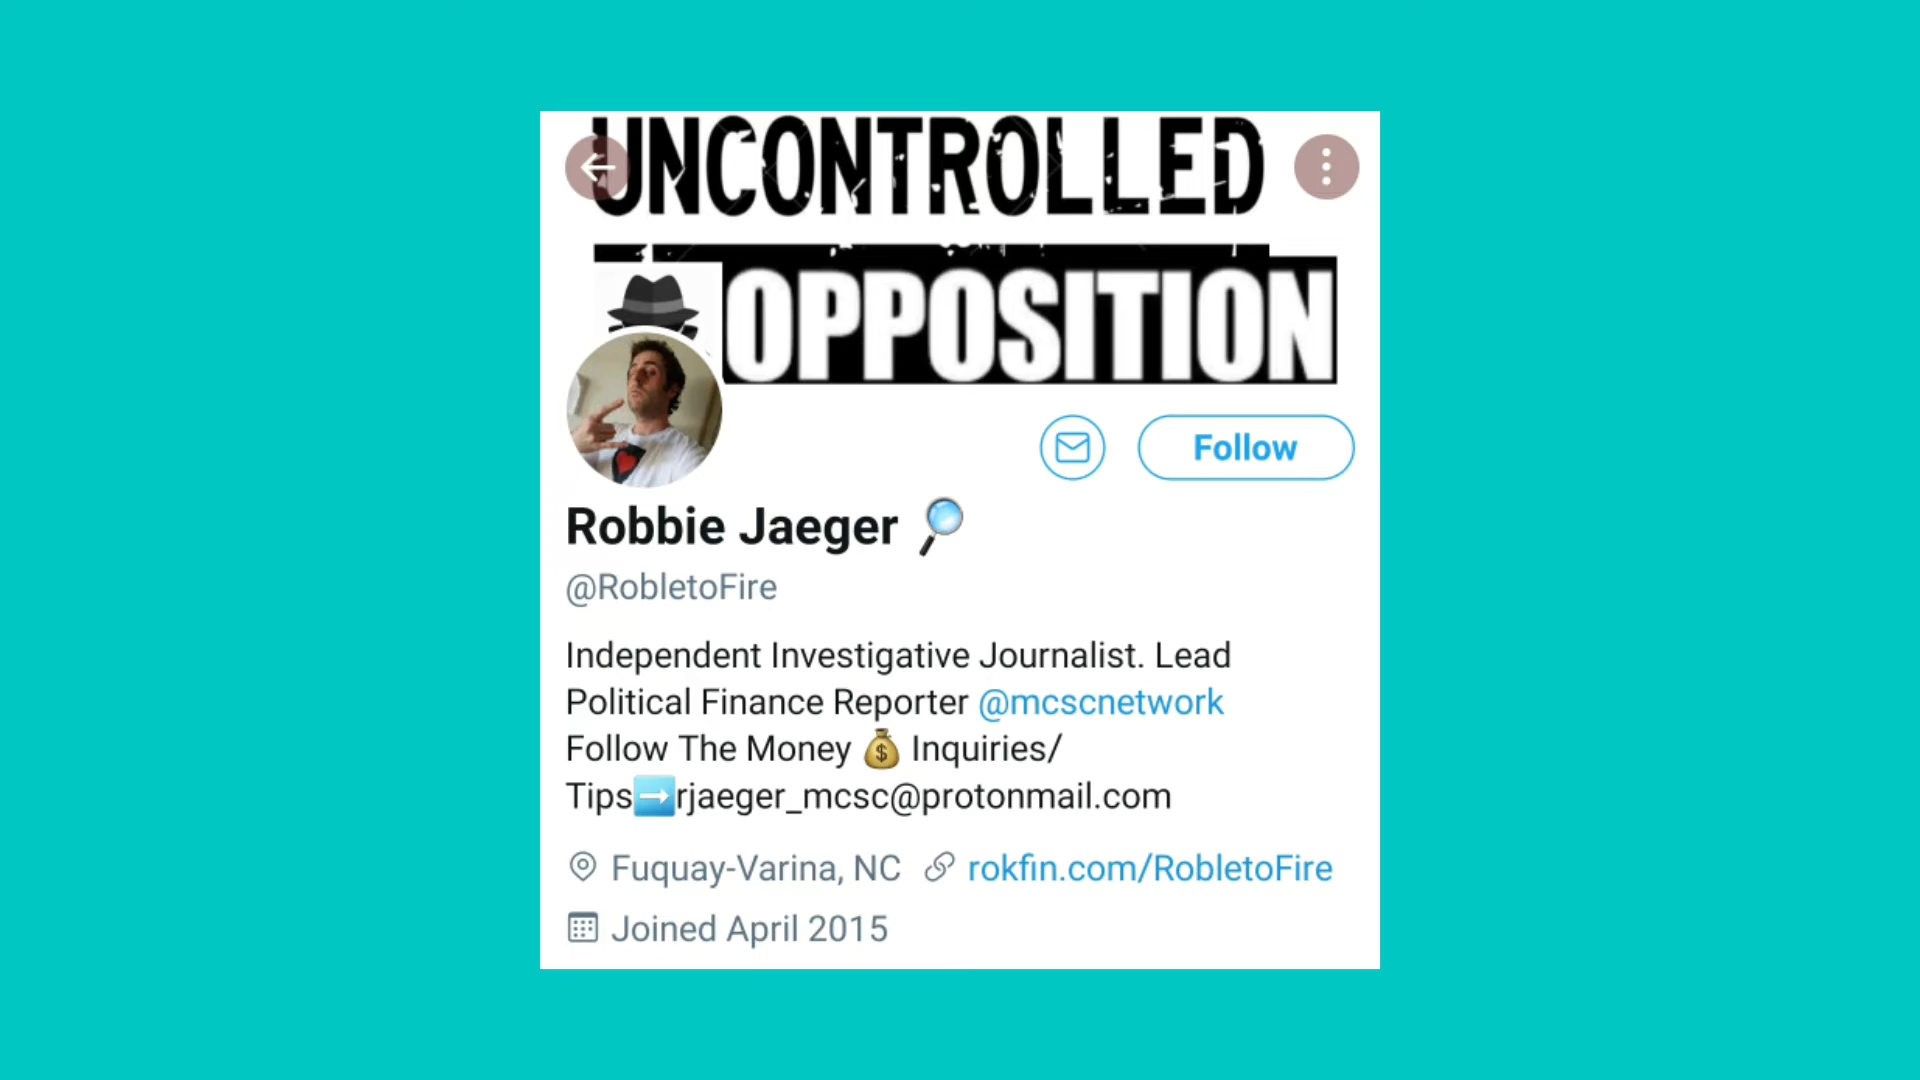 UNCONTROLLED
OPPOSITION
Follow
Robbie Jaeger 🔎
@RobletoFire
Independent Investigative Journalist. Lead
Political Finance Reporter @mcscnetwork
Follow The Money 💰 Inquiries/
Tips➡️rjaeger_mcsc@protonmail.com
Fuquay-Varina, NC rokfin.com/RobletoFire
Joined April 2015